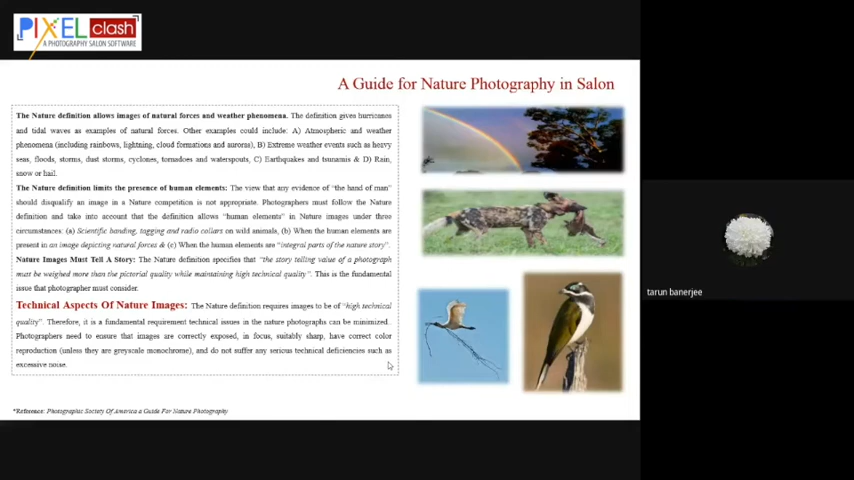 PIXEL clash
A PHOTOGRAPHY SALON SOFTWARE
A Guide for Nature Photography in Salon
The Nature definition allows images of natural forces and weather phenomena. The definition gives hurricanes
and tidal waves as examples of natural forces. Other examples could include: A) Atmospheric and weather
phenomena (including rainbows, lightning, cloud formations and aurora), B) Extreme weather events such as heavy
seas, floods, storms, dust storms, cyclones, tornadoes and waterspouts, C) Earthquakes and tsunamis & D) Rain,
snow or hail.
The Nature definition limits the presence of human elements: The view that any evidence of "the hand of man"
should disqualify an image in a Nature competition is not appropriate. Photographers must follow the Nature
definition and take into account that the definition allows "human elements" in Nature images under three
circumstances: (a) Scientific banding, tagging and radio collars on wild animals, (b) When the human elements are
present in an image depicting natural forces & (c) When the human elements are "integral parts of the nature story".
Nature Images Must Tell A Story: The Nature definition specifies that "the story telling value of a photograph
must be weighed more than the pictorial quality while maintaining high technical quality". This is the fundamental
issue that photographer must consider.
Technical Aspects Of Nature Images: The Nature definition requires images to be of "high technical
quality". Therefore, it is a fundamental requirement technical issues in the nature photographs can be minimized.
Photographers need to ensure that images are correctly exposed, in focus, suitably sharp, have correct color
reproduction (unless they are greyscale monochrome), and do not suffer any serious technical deficiencies such as
excessive noise.
*Reference: Photographic Society Of America a Guide For Nature Photography
tarun banerjee